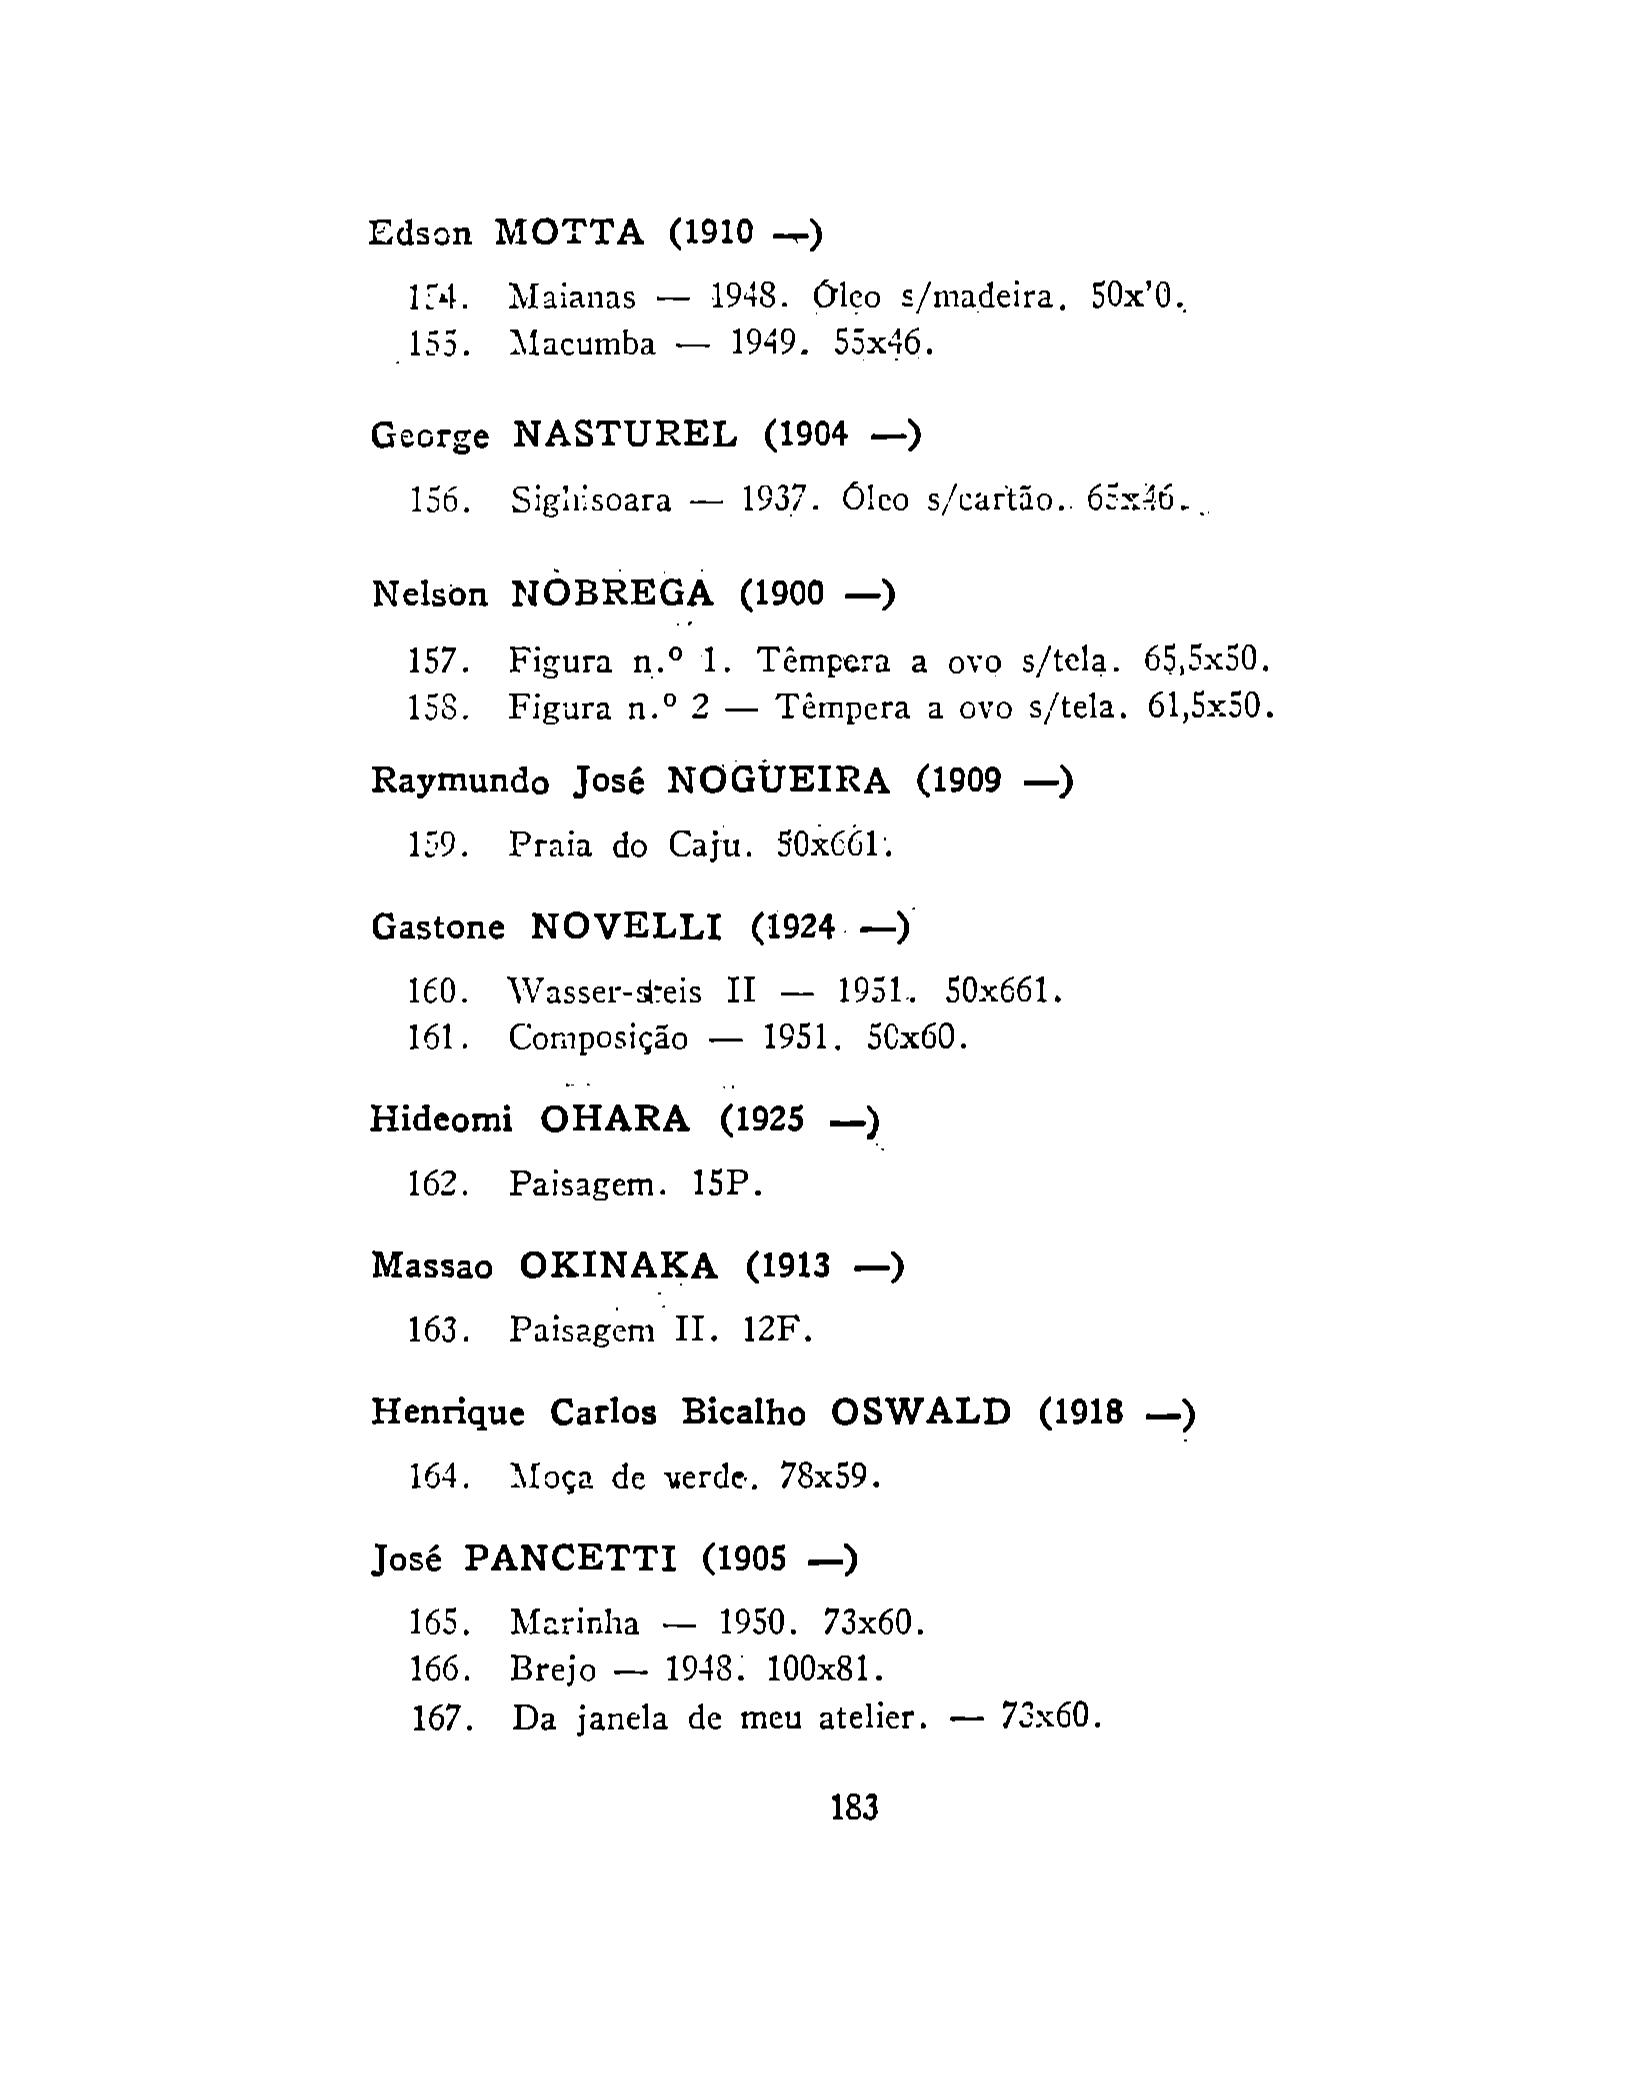 Edson MOTTA (1910 —)
154. Maianas — 1948. Óleo s/madeira.
155. Macumba — 1949. 55x46.
George NASTUREL (1904 —)
156. Sighisoara — 1937. Óleo s/cartão. 65x46.
Nelson NOBREGA (1900 —)
157. Figura n.º 1. Têmpera a ovo s/tela. 65,5x50.
158. Figura n.º 2 — Têmpera a ovo s/tela. 61,5x50.
Raymundo José NOGUEIRA (1909 —)
159. Praia do Caju. 50x661.
Gastone NOVELLI (1924 —)
160. II — 1951. 50x661.
161. Composição — 1951. 50x60.
Hideomi OHARA (1925 —)
162. Paisagem. 15P.
Massao OKINAKA (1913 —)
163. Paisagem II. 12F.
Henrique Carlos Bicalho OSWALD (1918 —)
164. Moça de verde. 78x59.
José PANCETTI (1905 —)
165. Marinha — 1950. 73x60.
166. Brejo — 1948. 100x81.
167. Da janela de meu atelier. — 73x60.
183